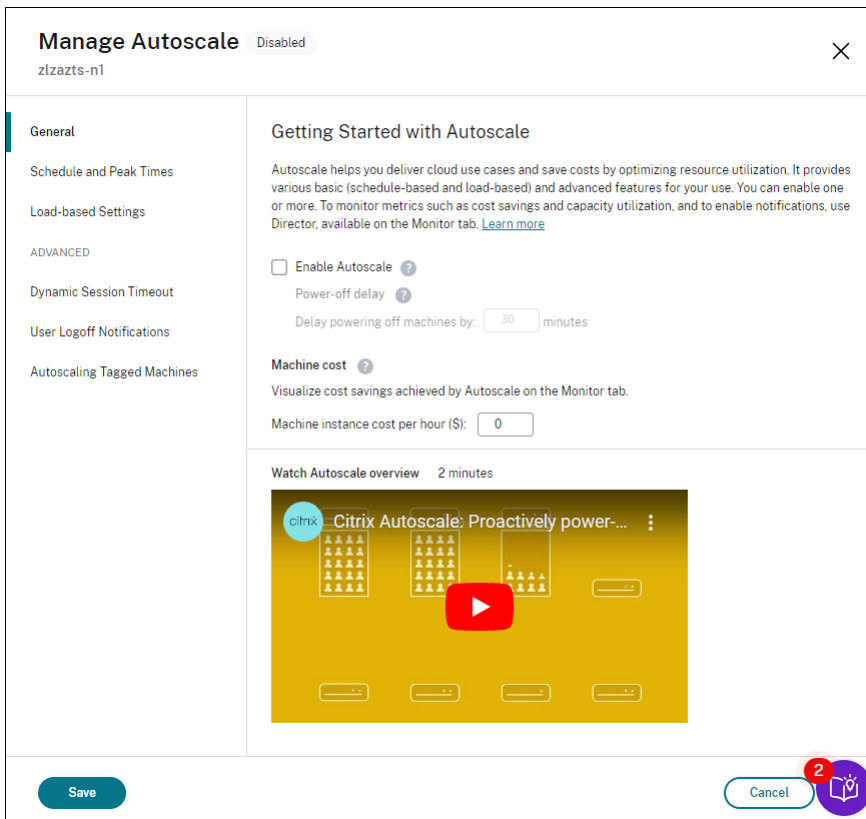 Manage Autoscale Disabled
zlzazts-n1
General
Schedule and Peak Times
Load-based Settings
ADVANCED
Dynamic Session Timeout
User Logoff Notifications
Autoscaling Tagged Machines
Getting Started with Autoscale
Autoscale helps you deliver cloud use cases and save costs by optimizing resource utilization. It provides
various basic (schedule-based and load-based) and advanced features for your use. You can enable one
or more. To monitor metrics such as cost savings and capacity utilization, and to enable notifications, use
Director, available on the Monitor tab. Learn more
Enable Autoscale ?
Power-off delay ?
Delay powering off machines by: 30 minutes
Machine cost ?
Visualize cost savings achieved by Autoscale on the Monitor tab.
Machine instance cost per hour ($): 0
Watch Autoscale overview 2 minutes
citrix Citrix Autoscale: Proactively power-...
Save
Cancel
2